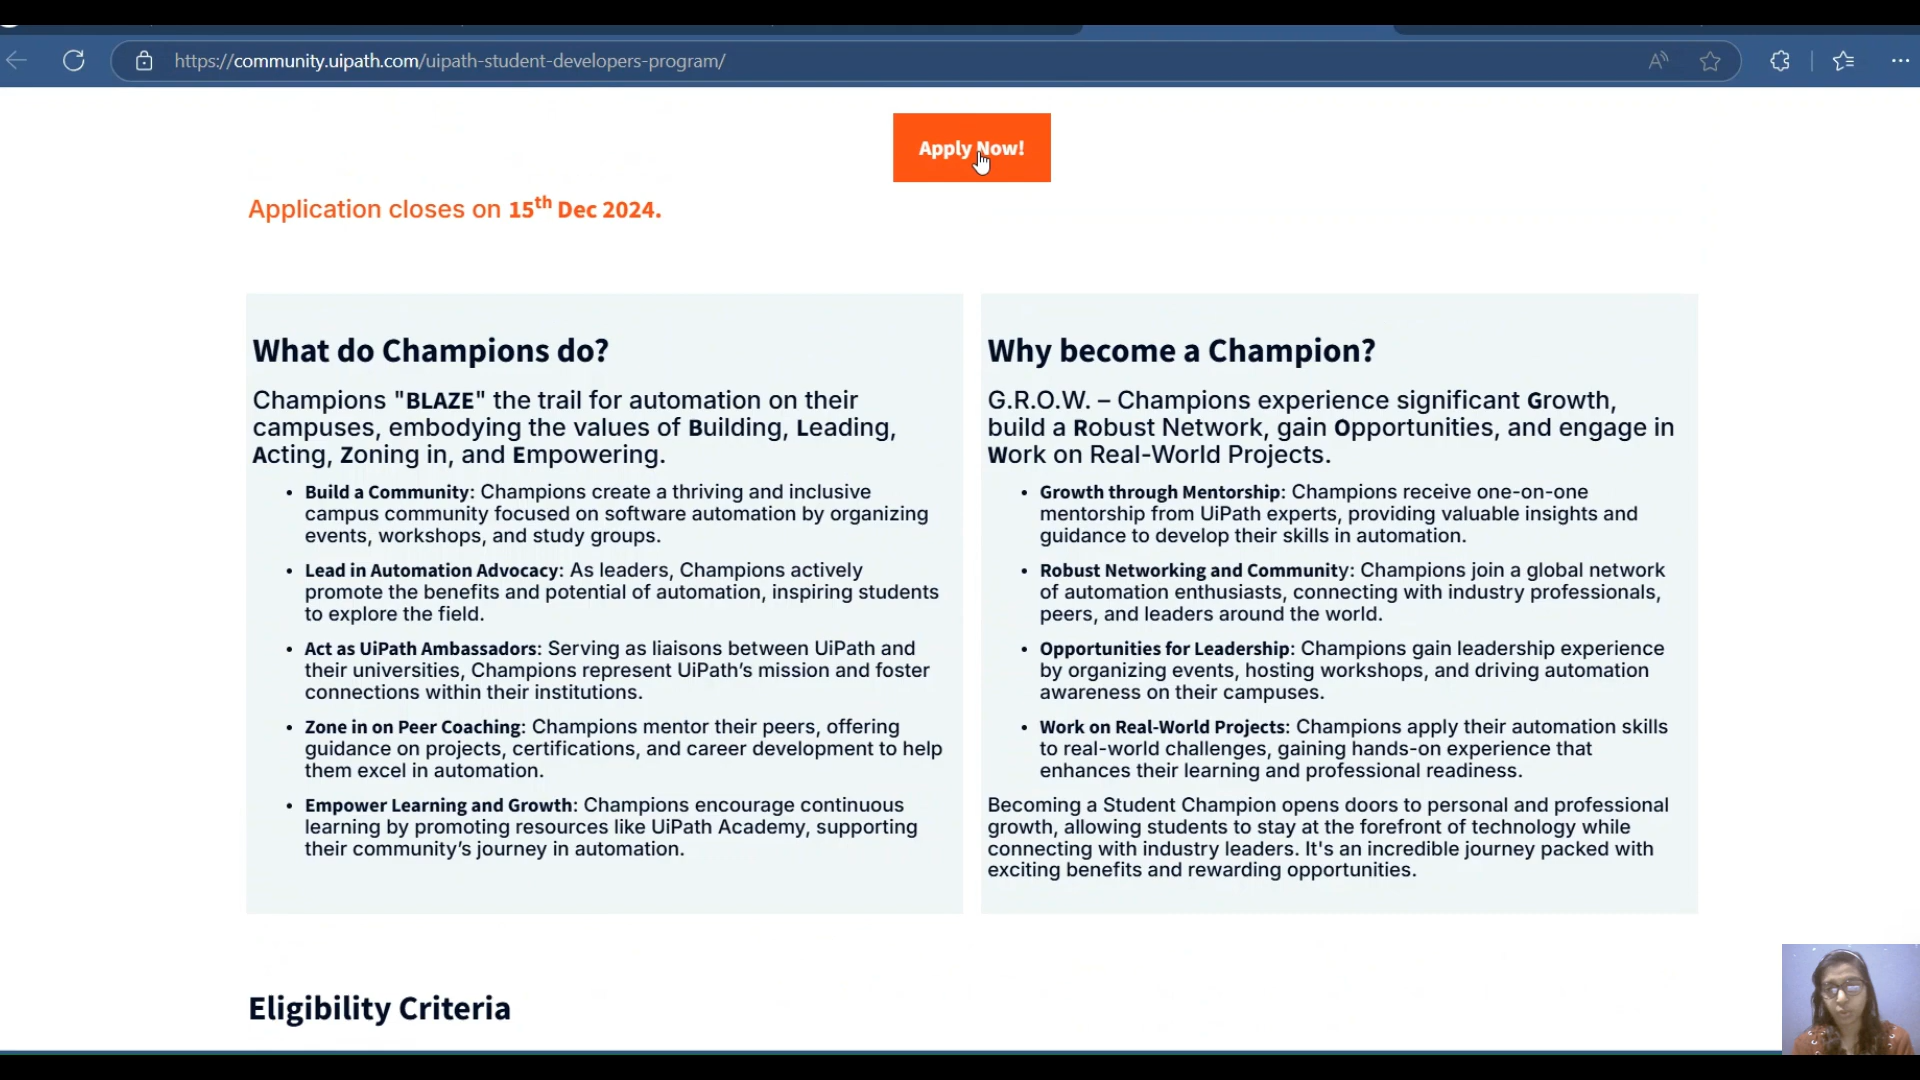 https://community.uipath.com/uipath-student-developers-program/
Apply Now!
Application closes on 15th Dec 2024.
What do Champions do?
Champions "BLAZE" the trail for automation on their
campuses, embodying the values of Building, Leading,
Acting, Zoning in, and Empowering.
• Build a Community: Champions create a thriving and inclusive
campus community focused on software automation by organizing
events, workshops, and study groups.
• Lead in Automation Advocacy: As leaders, Champions actively
promote the benefits and potential of automation, inspiring students
to explore the field.
• Act as UiPath Ambassadors: Serving as liaisons between UiPath and
their universities, Champions represent UiPath’s mission and foster
connections within their institutions.
• Zone in on Peer Coaching: Champions mentor their peers, offering
guidance on projects, certifications, and career development to help
them excel in automation.
• Empower Learning and Growth: Champions encourage continuous
learning by promoting resources like UiPath Academy, supporting
their community’s journey in automation.
Why become a Champion?
G.R.O.W. – Champions experience significant Growth,
build a Robust Network, gain Opportunities, and engage in
Work on Real-World Projects.
• Growth through Mentorship: Champions receive one-on-one
mentorship from UiPath experts, providing valuable insights and
guidance to develop their skills in automation.
• Robust Networking and Community: Champions join a global network
of automation enthusiasts, connecting with industry professionals,
peers, and leaders around the world.
• Opportunities for Leadership: Champions gain leadership experience
by organizing events, hosting workshops, and driving automation
awareness on their campuses.
• Work on Real-World Projects: Champions apply their automation skills
to real-world challenges, gaining hands-on experience that
enhances their learning and professional readiness.
Becoming a Student Champion opens doors to personal and professional
growth, allowing students to stay at the forefront of technology while
connecting with industry leaders. It's an incredible journey packed with
exciting benefits and rewarding opportunities.
Eligibility Criteria